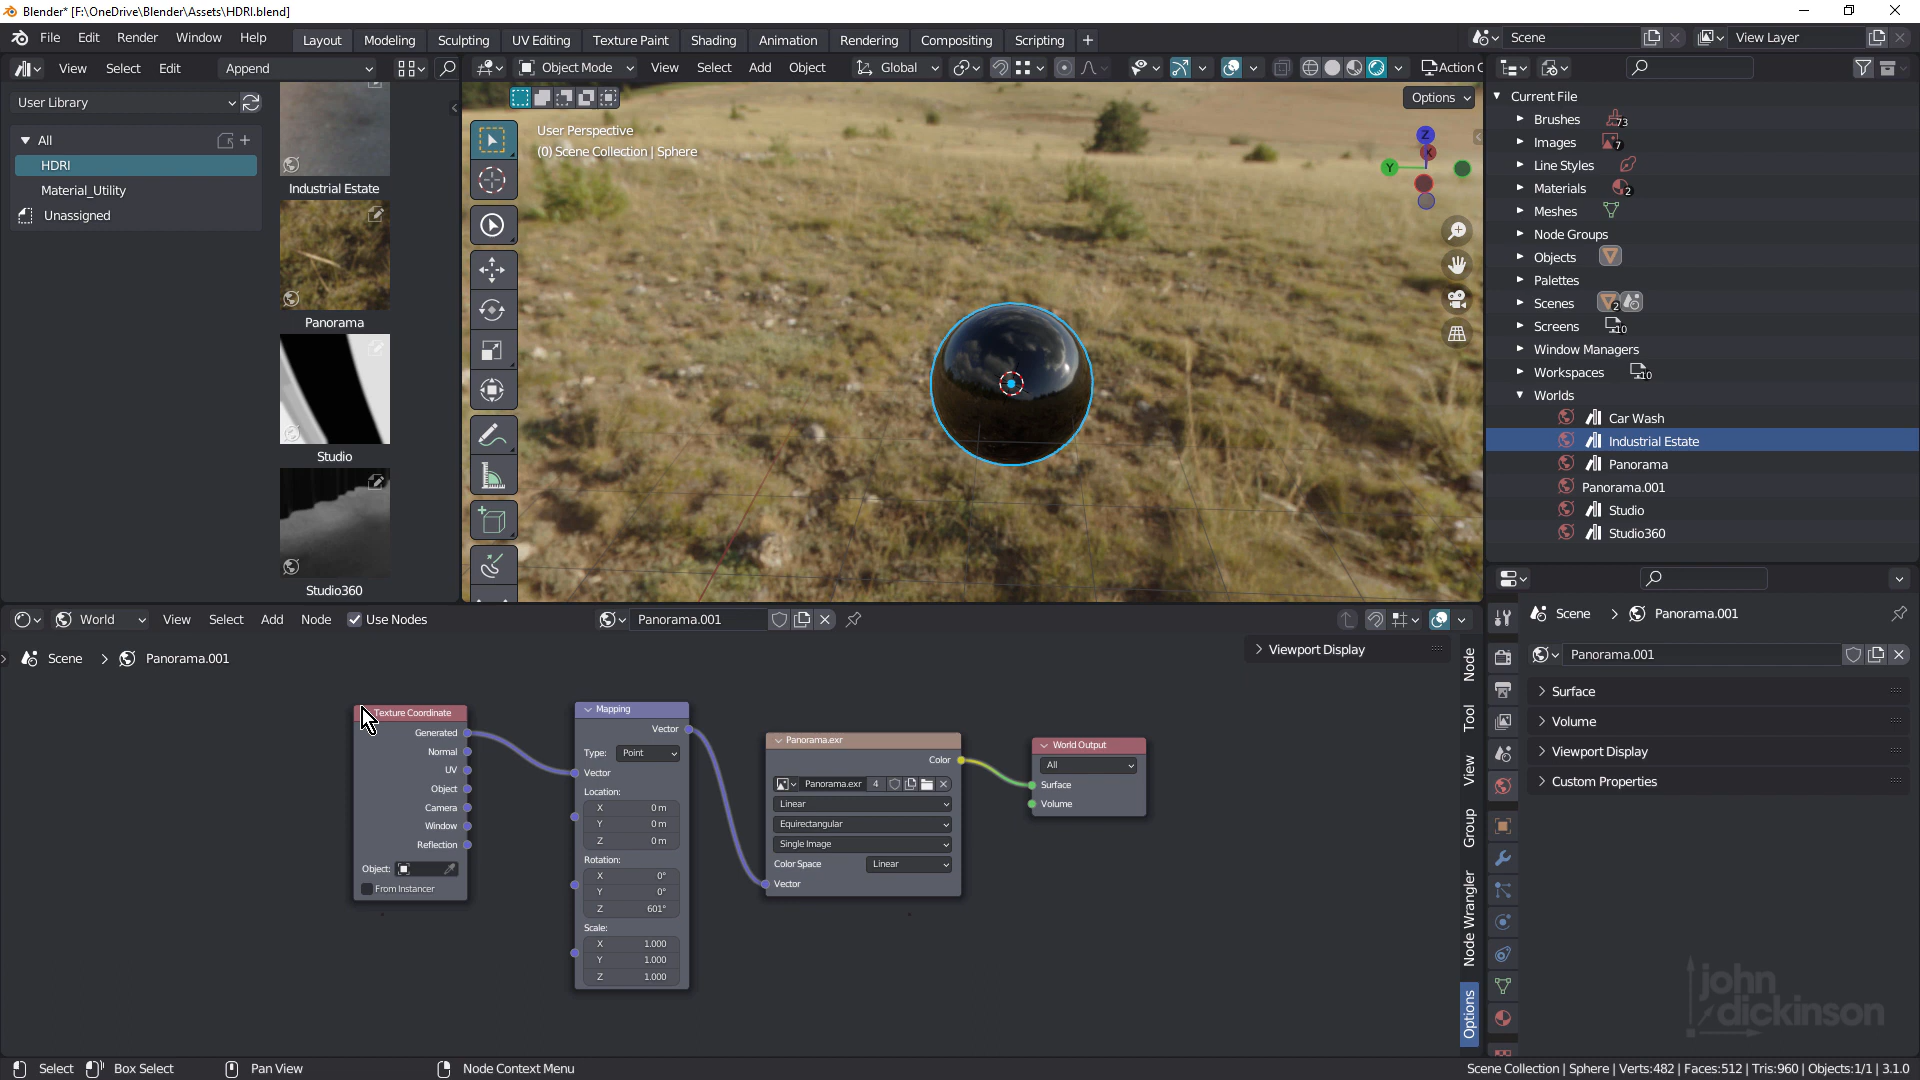 Blender* [F:\OneDrive\Blender\Assets\HDRI.blend]
File Edit Render Window Help
Layout Modeling Sculpting UV Editing Texture Paint Shading Animation Rendering Compositing Scripting +
Scene
View Layer
View Select Edit Append
Object Mode View Select Add Object Global Action C
User Library
All
HDRI
Material_Utility
Unassigned
Industrial Estate
Panorama
Studio
Studio360
Options
User Perspective
(0) Scene Collection | Sphere
Z
X
Y
Current File
Brushes 73
Images 7
Line Styles
Materials 2
Meshes
Node Groups
Objects
Palettes
Scenes 2
Screens 10
Window Managers
Workspaces 10
Worlds
Car Wash
Industrial Estate
Panorama
Panorama.001
Studio
Studio360
World View Select Add Node Use Nodes Panorama.001
Scene > Panorama.001
Viewport Display
Texture Coordinate
Generated
Normal
UV
Object
Camera
Window
Reflection
Object:
From Instancer
Mapping
Vector
Type: Point
Vector
Location:
X 0 m
Y 0 m
Z 0 m
Rotation:
X 0°
Y 0°
Z 601°
Scale:
X 1.000
Y 1.000
Z 1.000
Panorama.exr
Color
Panorama.exr 4
Linear
Equirectangular
Single Image
Color Space Linear
Vector
World Output
All
Surface
Volume
Node
Tool
View
Group
Node Wrangler
Options
Scene > Panorama.001
Panorama.001
Surface
Volume
Viewport Display
Custom Properties
john
dickinson
Select Box Select Pan View Node Context Menu
Scene Collection | Sphere | Verts:482 | Faces:512 | Tris:960 | Objects:1/1 | 3.1.0